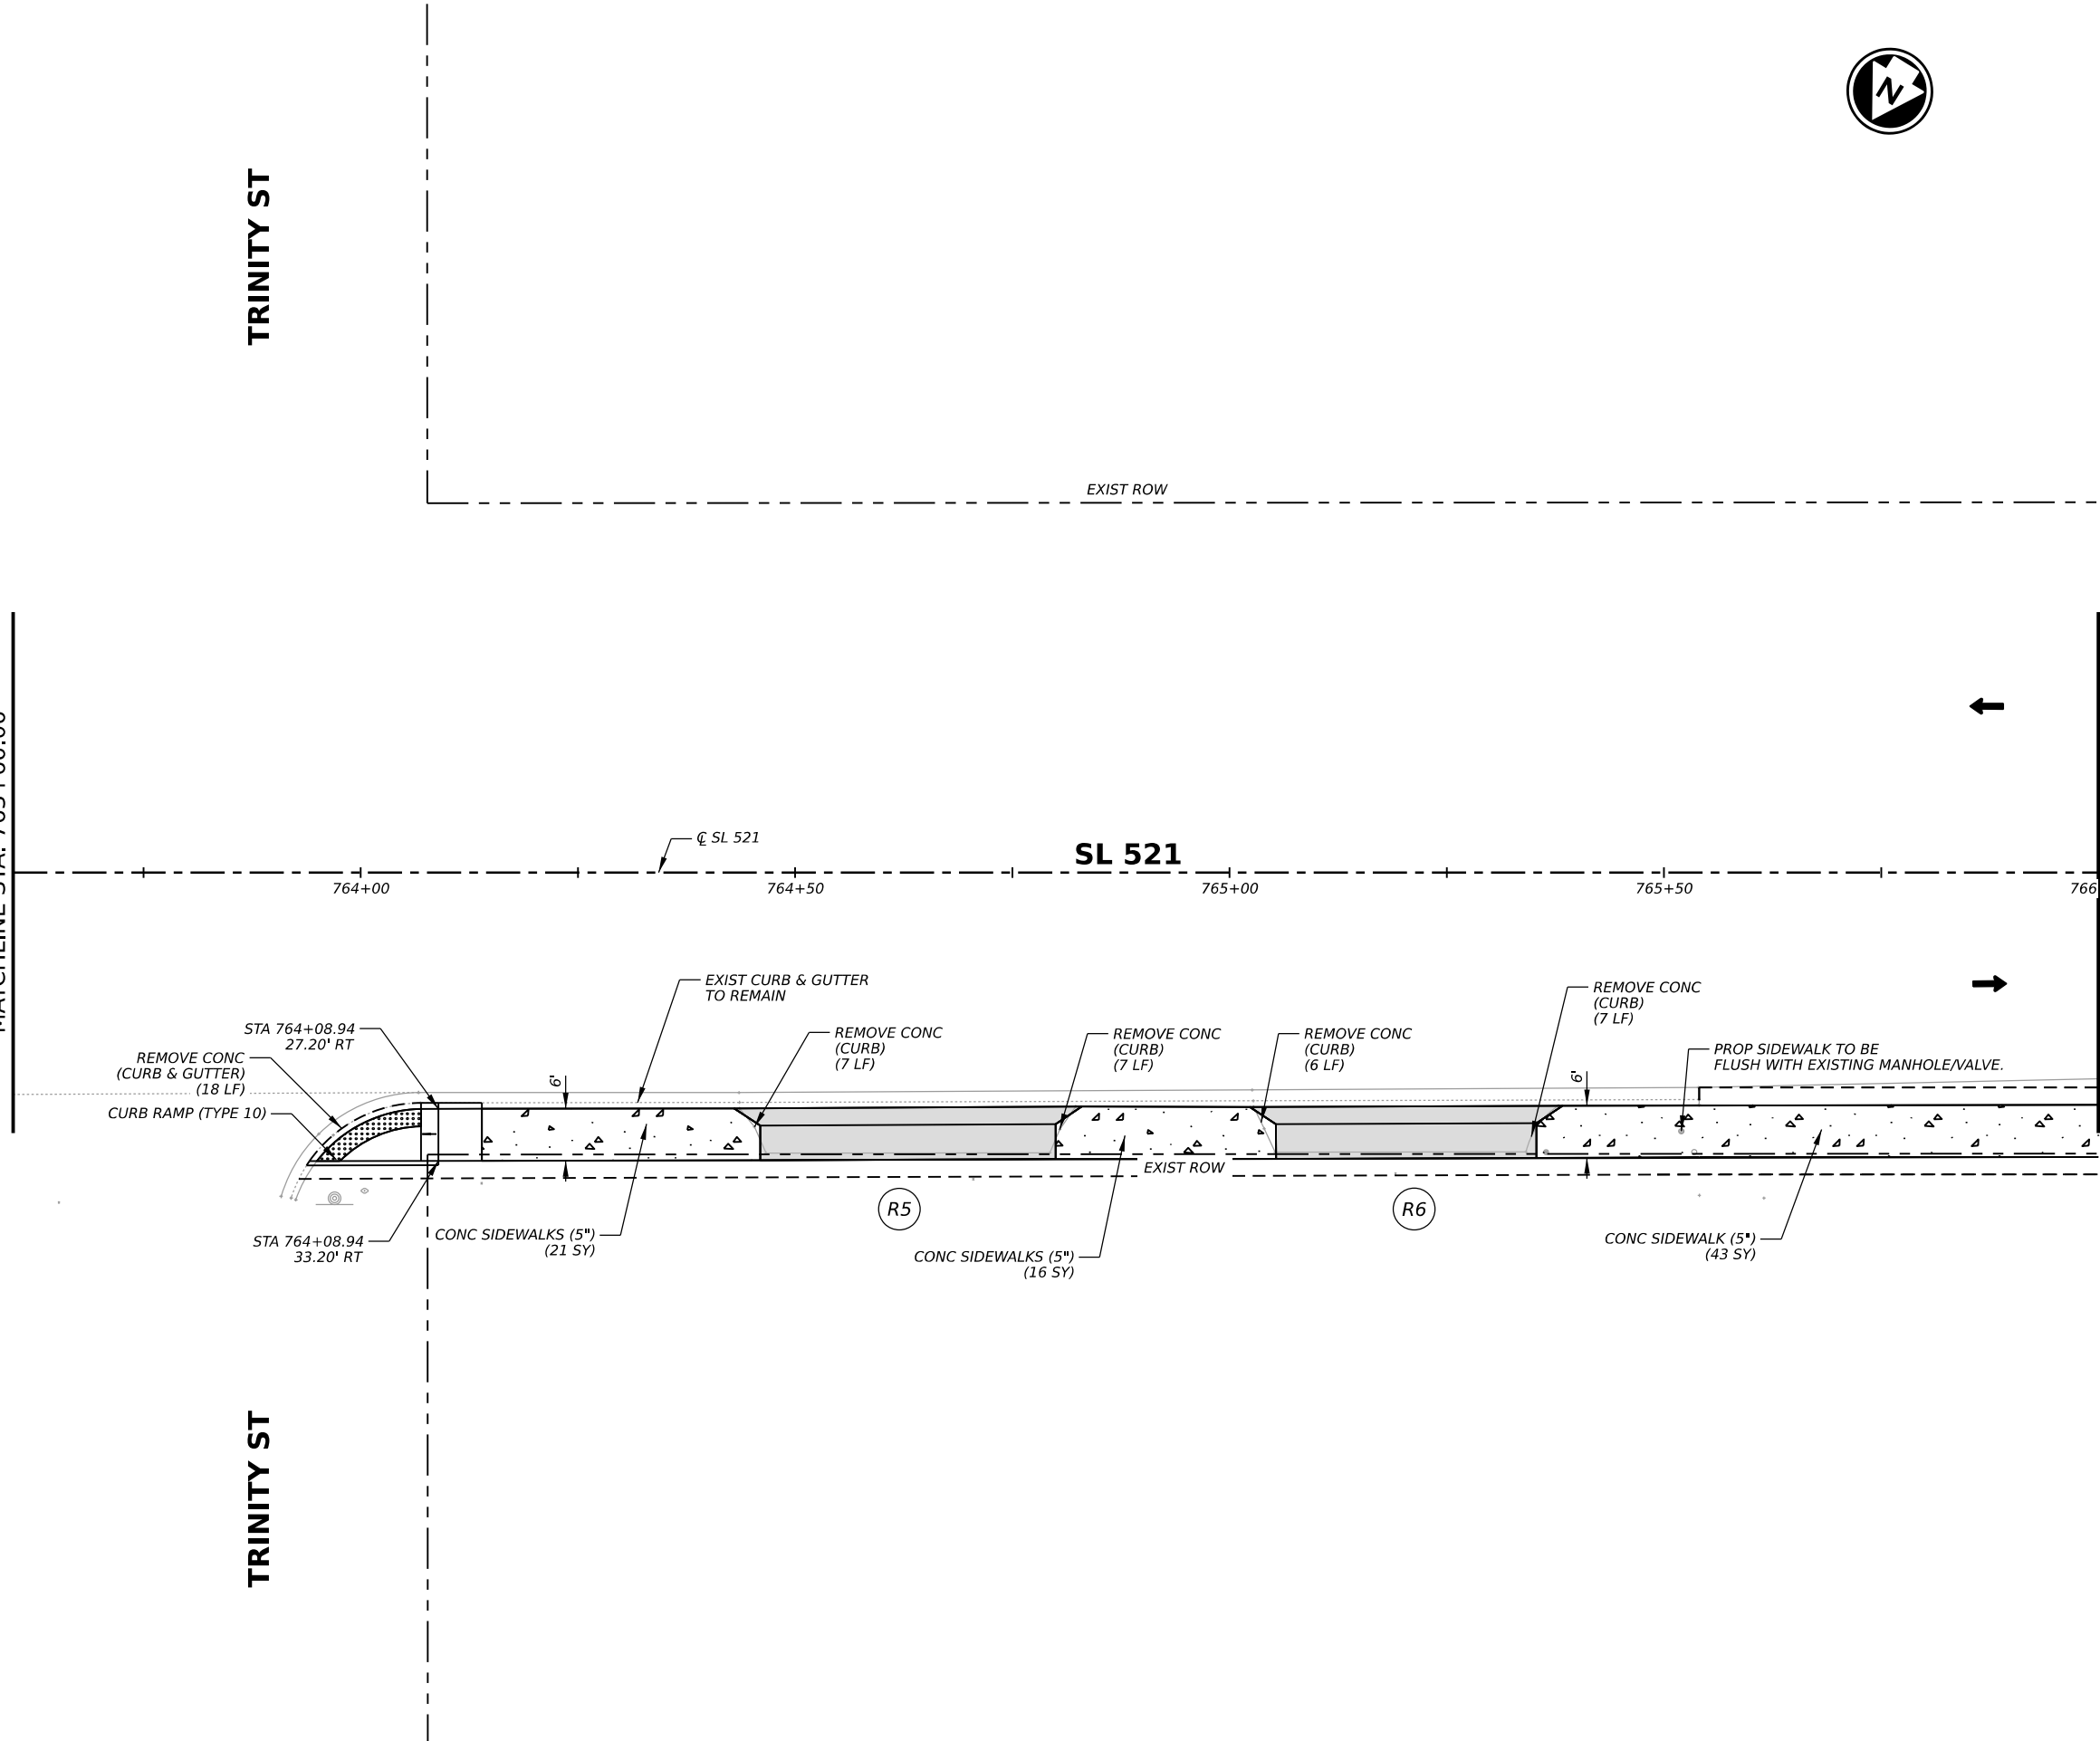 TRINITY ST
N
EXIST ROW
℄ SL 521
SL 521
764+00
764+50
765+00
765+50
766
EXIST CURB & GUTTER
TO REMAIN
REMOVE CONC
(CURB)
(7 LF)
REMOVE CONC
(CURB)
(7 LF)
REMOVE CONC
(CURB)
(6 LF)
REMOVE CONC
(CURB)
(7 LF)
PROP SIDEWALK TO BE
FLUSH WITH EXISTING MANHOLE/VALVE.
STA 764+08.94
27.20' RT
REMOVE CONC
(CURB & GUTTER)
(18 LF)
CURB RAMP (TYPE 10)
6'
6'
EXIST ROW
STA 764+08.94
33.20' RT
CONC SIDEWALKS (5")
(21 SY)
R5
CONC SIDEWALKS (5")
(16 SY)
R6
CONC SIDEWALK (5")
(43 SY)
TRINITY ST